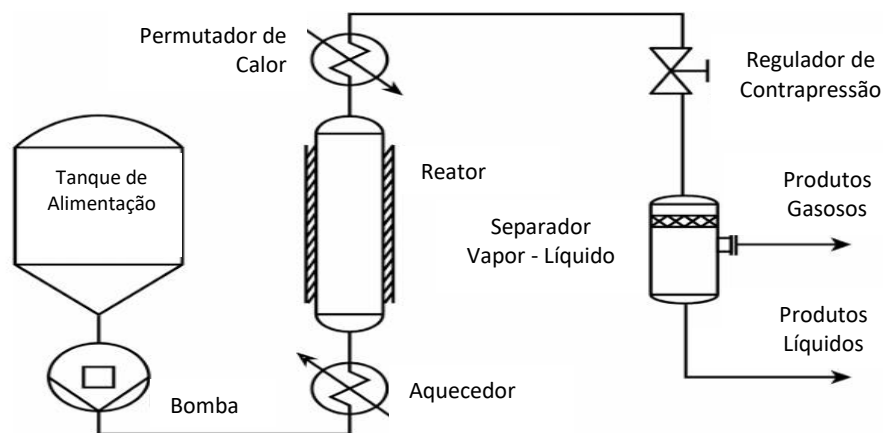 Permutador de
Calor
Regulador de
Contrapressão
Tanque de
Alimentação
Reator
Produtos
Gasosos
Separador
Vapor - Líquido
Produtos
Líquidos
Bomba
Aquecedor